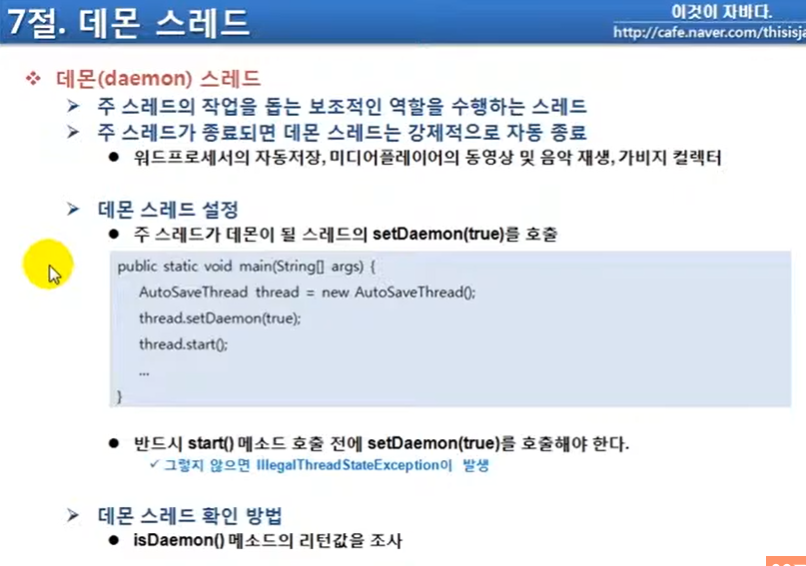 7절. 데몬 스레드
이것이 자바다.
http://cafe.naver.com/thisisja
데몬(daemon) 스레드
주 스레드의 작업을 돕는 보조적인 역할을 수행하는 스레드
주 스레드가 종료되면 데몬 스레드는 강제적으로 자동 종료
워드프로세서의 자동저장, 미디어플레이어의 동영상 및 음악 재생, 가비지 컬렉터
데몬 스레드 설정
주 스레드가 데몬이 될 스레드의 setDaemon(true)를 호출
public static void main(String[] args) {
AutoSaveThread thread = new AutoSaveThread();
thread.setDaemon(true);
thread.start();
...
}
반드시 start() 메소드 호출 전에 setDaemon(true)를 호출해야 한다.
그렇지 않으면 IllegalThreadStateException이 발생
데몬 스레드 확인 방법
isDaemon() 메소드의 리턴값을 조사